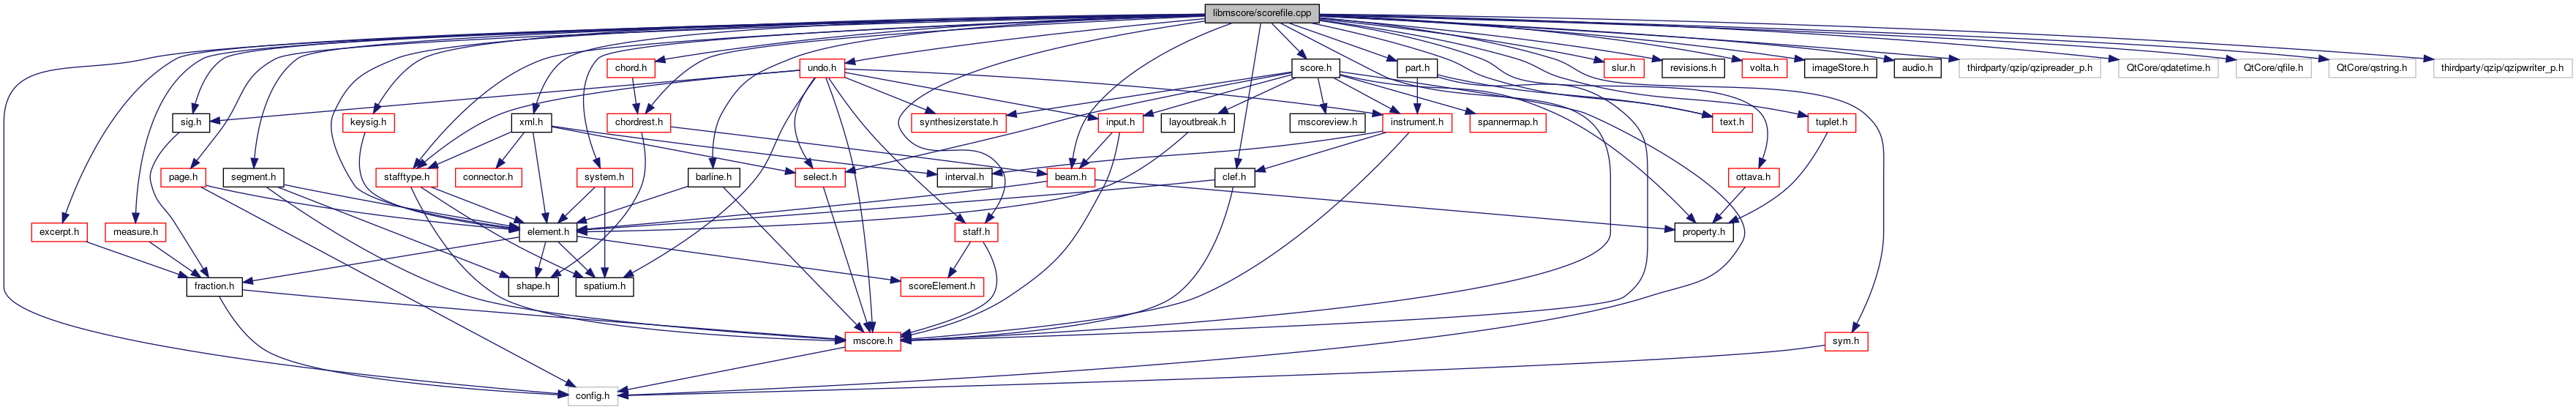 libmscore/scorefile.cpp
chord.h
undo.h
score.h
part.h
slur.h
revisions.h
volta.h
imageStore.h
audio.h
thirdparty/qzip/qzipreader_p.h
QtCore/qdatetime.h
QtCore/qfile.h
QtCore/qstring.h
thirdparty/qzip/qzipwriter_p.h
sig.h
keysig.h
xml.h
chordrest.h
synthesizerstate.h
input.h
layoutbreak.h
mscoreview.h
instrument.h
spannermap.h
text.h
tuplet.h
page.h
segment.h
stafftype.h
connector.h
system.h
barline.h
select.h
interval.h
beam.h
clef.h
ottava.h
excerpt.h
measure.h
element.h
staff.h
property.h
fraction.h
shape.h
spatium.h
scoreElement.h
mscore.h
sym.h
config.h